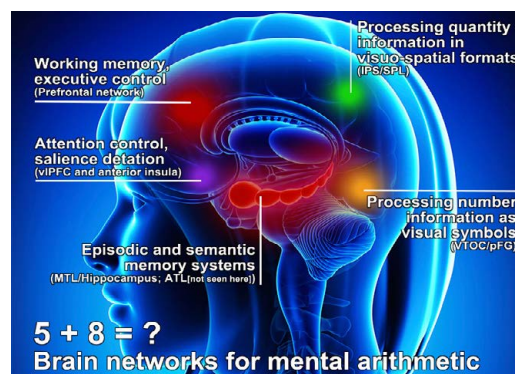 Processing quantity
information in
visuo-spatial formats
(IPS/SPL)
Working memory,
executive control
(Prefrontal network)
Attention control,
salience detation
(vlPFC and anterior insula)
Processing number
information as
visual symbols
(VTOC/pFG)
Episodic and semantic
memory systems
(MTL/Hippocampus; ATL[not seen here])
5 + 8 = ?
Brain networks for mental arithmetic